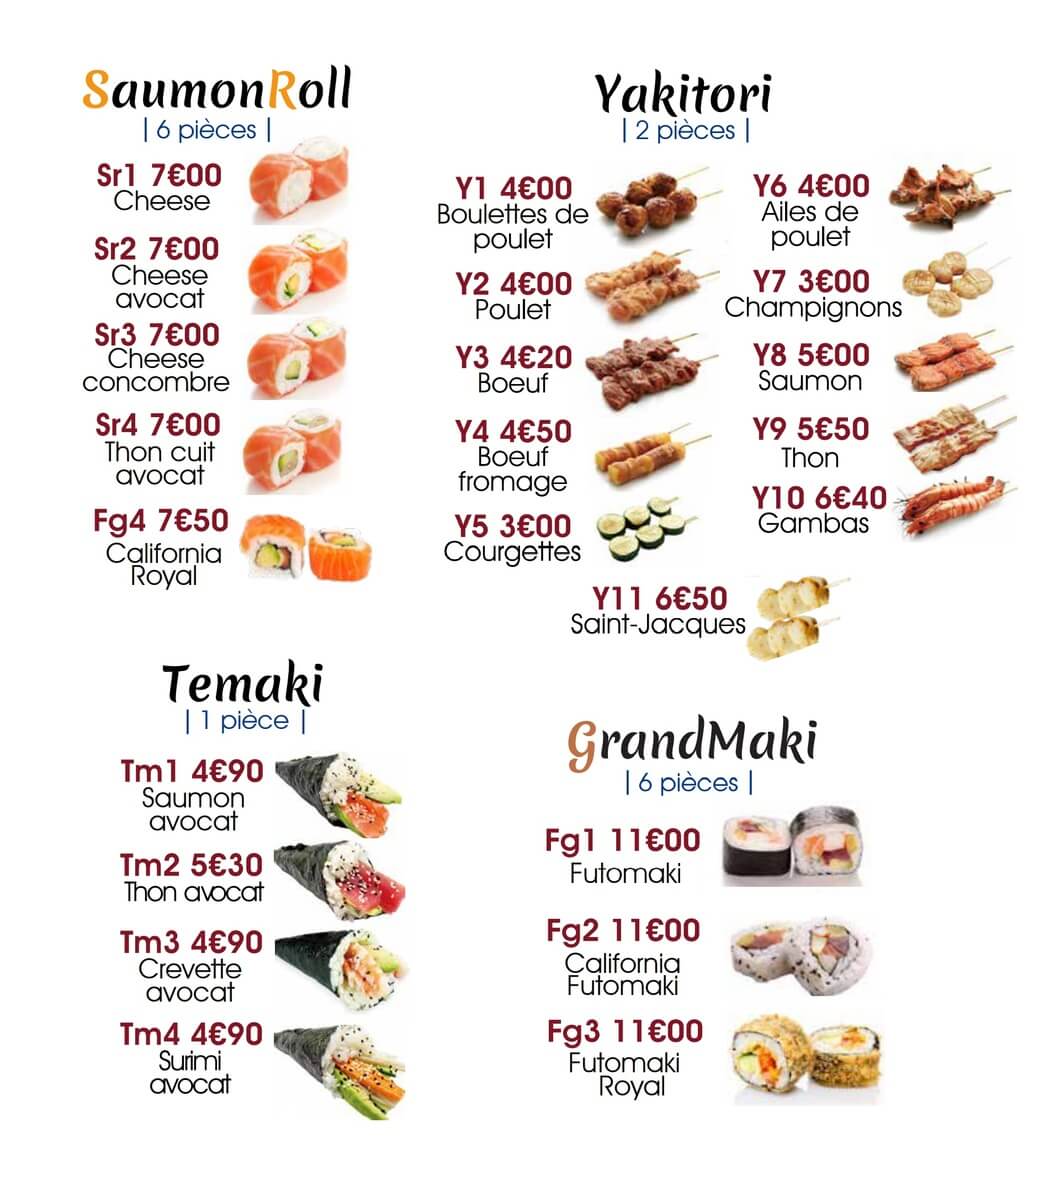 SaumonRoll
| 6 pièces |
Sr1 7€00
Cheese
Sr2 7€00
Cheese
avocat
Sr3 7€00
Cheese
concombre
Sr4 7€00
Thon cuit
avocat
Fg4 7€50
California
Royal
Yakitori
| 2 pièces |
Y1 4€00
Boulettes de
poulet
Y2 4€00
Poulet
Y3 4€20
Boeuf
Y4 4€50
Boeuf
fromage
Y5 3€00
Courgettes
Y6 4€00
Ailes de
poulet
Y7 3€00
Champignons
Y8 5€00
Saumon
Y9 5€50
Thon
Y10 6€40
Gambas
Y11 6€50
Saint-Jacques
Temaki
| 1 pièce |
Tm1 4€90
Saumon
avocat
Tm2 5€30
Thon avocat
Tm3 4€90
Crevette
avocat
Tm4 4€90
Surimi
avocat
GrandMaki
| 6 pièces |
Fg1 11€00
Futomaki
Fg2 11€00
California
Futomaki
Fg3 11€00
Futomaki
Royal